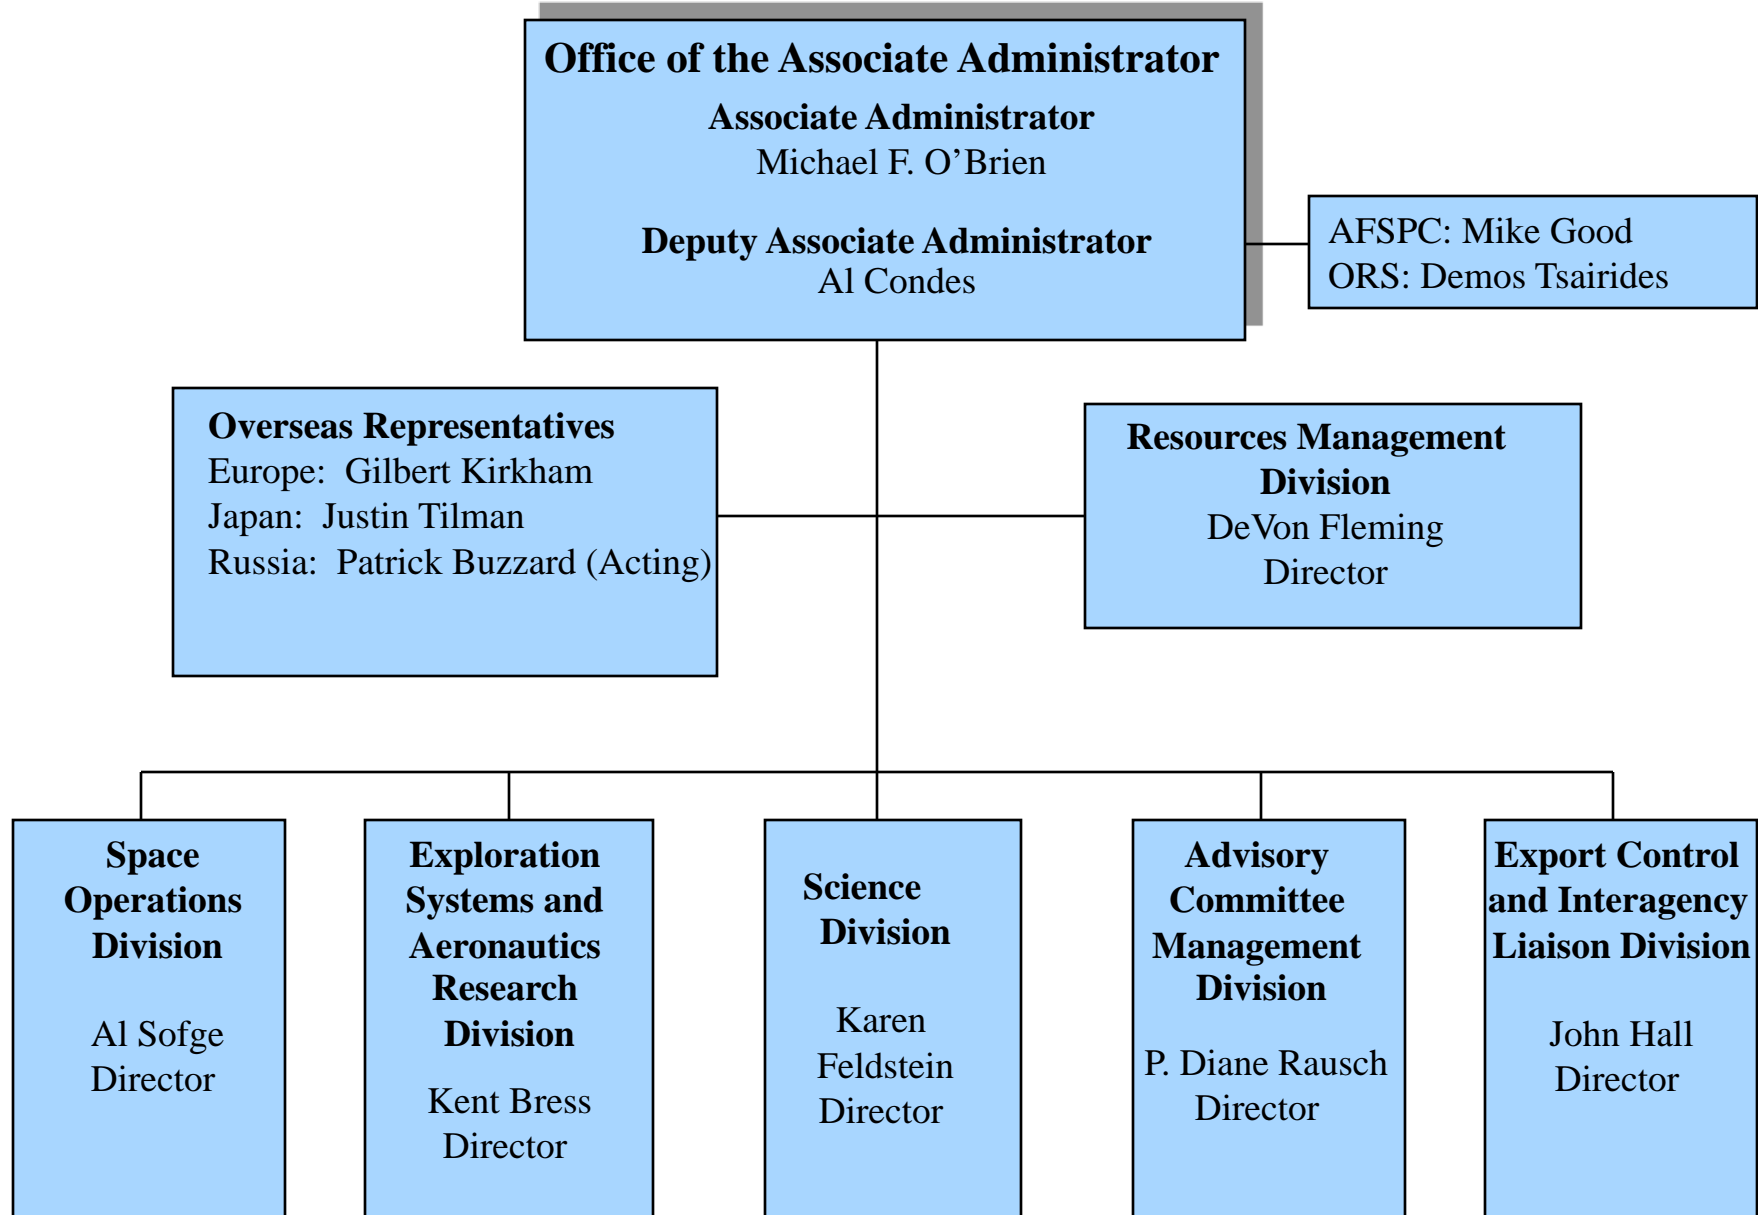 Office of the Associate Administrator
Associate Administrator
Michael F. O’Brien
Deputy Associate Administrator
Al Condes
AFSPC: Mike Good
ORS: Demos Tsairides
Overseas Representatives
Europe:  Gilbert Kirkham
Japan:  Justin Tilman
Russia:  Patrick Buzzard (Acting)
Resources Management
Division
DeVon Fleming
Director
Space
Operations
Division
Al Sofge
Director
Exploration
Systems and
Aeronautics
Research
Division
Kent Bress
Director
Science
Division
Karen
Feldstein
Director
Advisory
Committee
Management
Division
P. Diane Rausch
Director
Export Control
and Interagency
Liaison Division
John Hall
Director